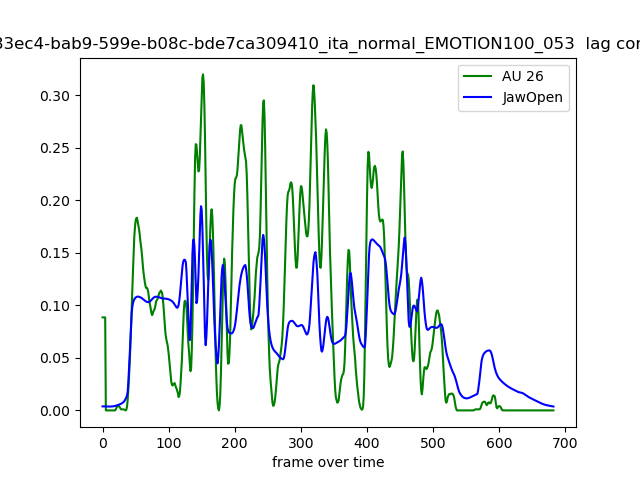 33ec4-bab9-599e-b08c-bde7ca309410_ita_normal_EMOTION100_053 lag cor
AU 26
JawOpen
0.30
0.25
0.20
0.15
0.10
0.05
0.00
0 100 200 300 400 500 600 700
frame over time